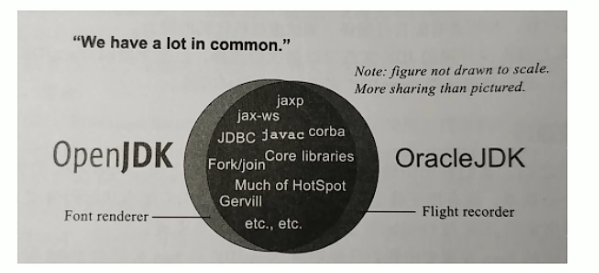 “We have a lot in common.”
Note: figure not drawn to scale.
More sharing than pictured.
jaxp
jax-ws
JDBC javac corba
OpenJDK
Fork/join Core libraries
OracleJDK
Much of HotSpot
Gervill
Font renderer
Flight recorder
etc., etc.